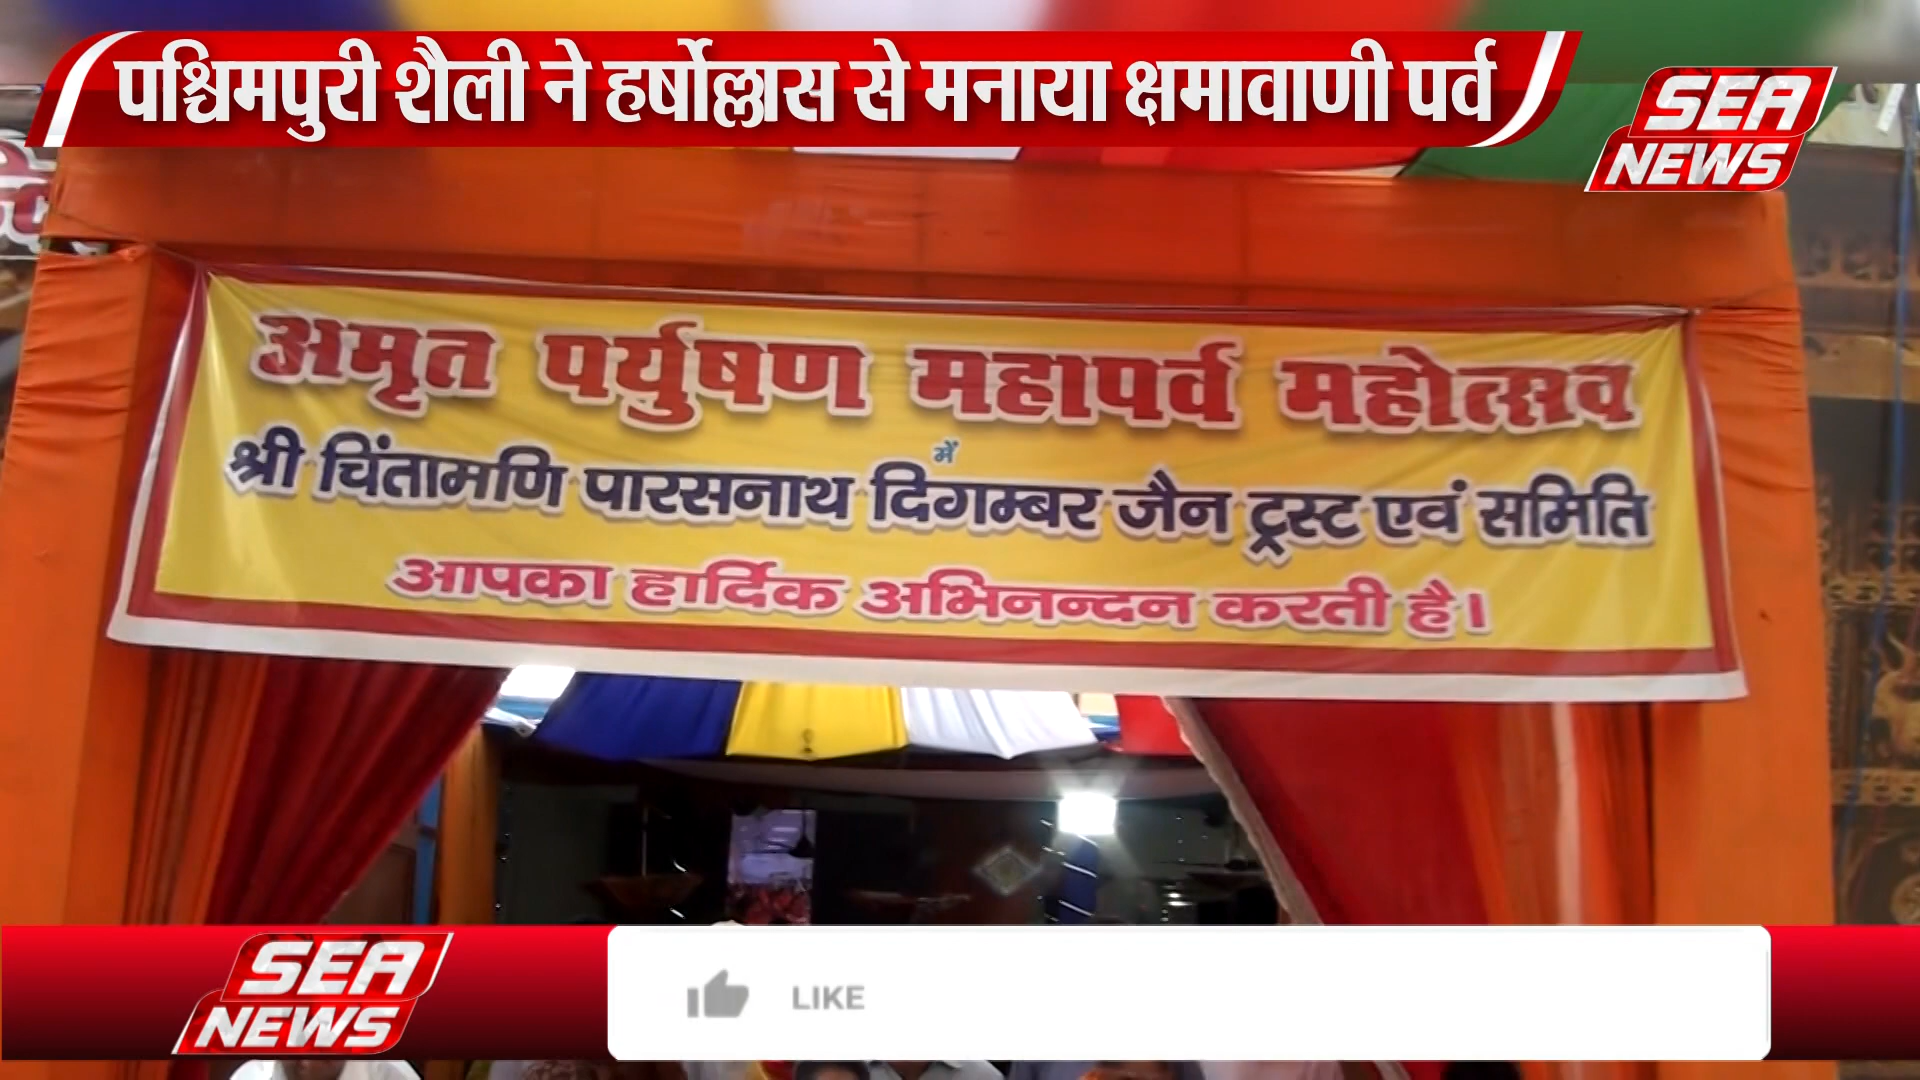 पश्चिमपुरी शैली ने हर्षोल्लास से मनाया क्षमावाणी पर्व
SEA
NEWS
अमृत पर्युषण महापर्व महोत्सव
में
श्री चिंतामणि पारसनाथ दिगम्बर जैन ट्रस्ट एवं समिति
आपका हार्दिक अभिनन्दन करती है।
SEA
NEWS
LIKE